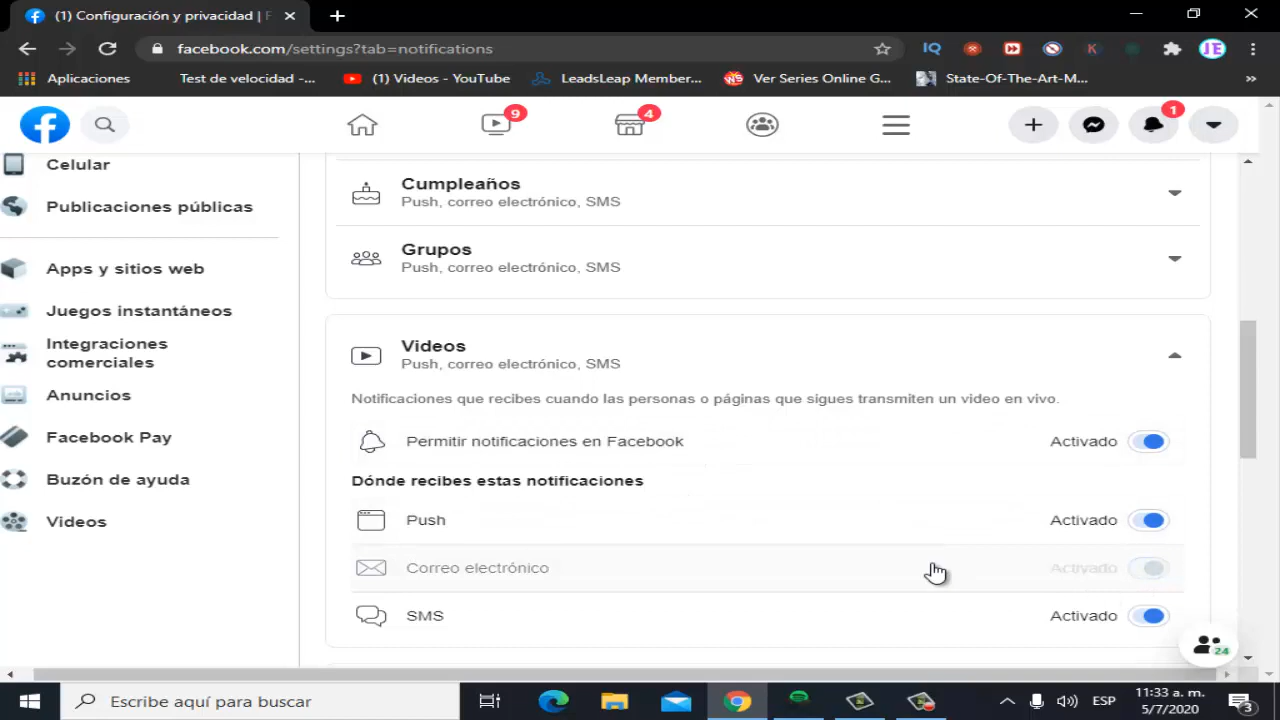 (1) Configuración y privacidad | F
facebook.com/settings?tab=notifications
IQ
K
JE
Aplicaciones
Test de velocidad -...
(1) Videos - YouTube
LeadsLeap Member...
Ver Series Online G...
State-Of-The-Art-M...
»
9
4
1
Celular
Publicaciones públicas
Apps y sitios web
Juegos instantáneos
Integraciones
comerciales
Anuncios
Facebook Pay
Buzón de ayuda
Videos
Cumpleaños
Push, correo electrónico, SMS
Grupos
Push, correo electrónico, SMS
Videos
Push, correo electrónico, SMS
Notificaciones que recibes cuando las personas o páginas que sigues transmiten un video en vivo.
Permitir notificaciones en Facebook
Activado
Dónde recibes estas notificaciones
Push
Activado
Correo electrónico
Activado
SMS
Activado
24
Escribe aquí para buscar
ESP
11:33 a. m.
5/7/2020
3